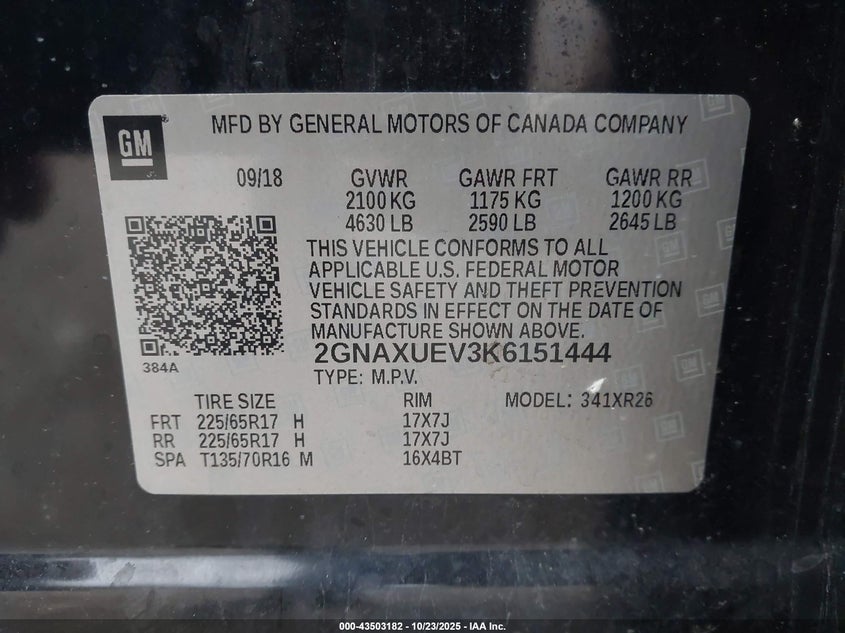 GM
MFD BY GENERAL MOTORS OF CANADA COMPANY
09/18 GVWR GAWR FRT GAWR RR
2100 KG 1175 KG 1200 KG
4630 LB 2590 LB 2645 LB
THIS VEHICLE CONFORMS TO ALL
APPLICABLE U.S. FEDERAL MOTOR
VEHICLE SAFETY AND THEFT PREVENTION
STANDARDS IN EFFECT ON THE DATE OF
MANUFACTURE SHOWN ABOVE.
2GNAXUEV3K6151444
384A
TYPE: M.P.V.
TIRE SIZE RIM MODEL: 341XR26
FRT 225/65R17 H 17X7J
RR 225/65R17 H 17X7J
SPA T135/70R16 M 16X4BT
000-43503182 - 10/23/2025 - IAA Inc.